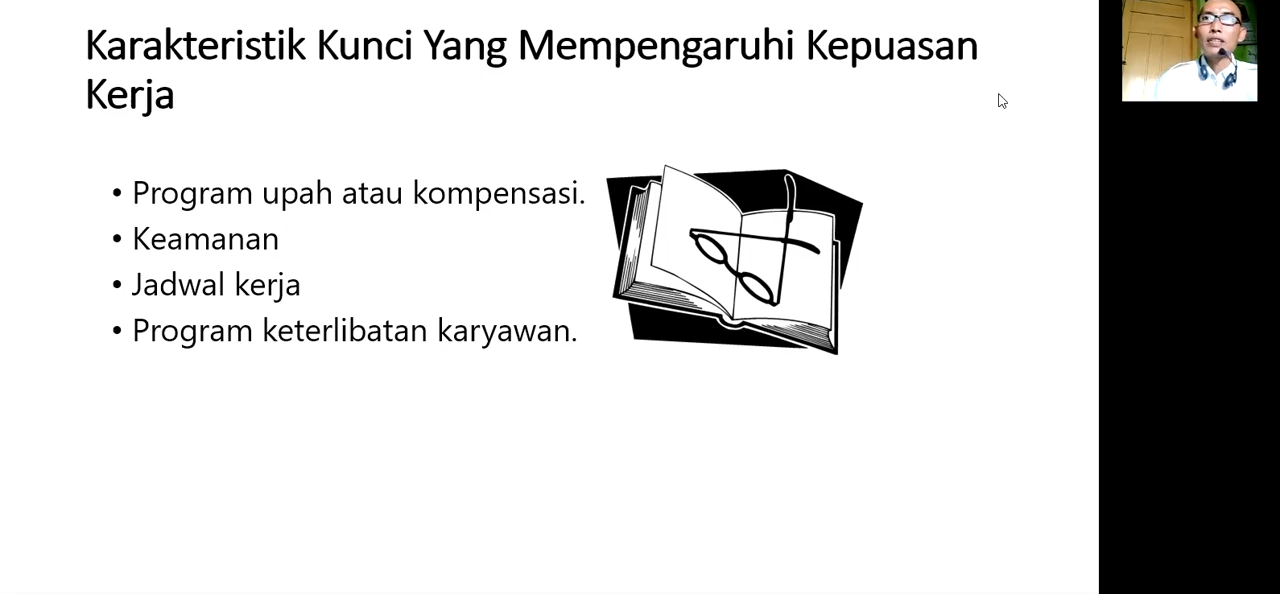 Karakteristik Kunci Yang Mempengaruhi Kepuasan
Kerja
• Program upah atau kompensasi.
• Keamanan
• Jadwal kerja
• Program keterlibatan karyawan.